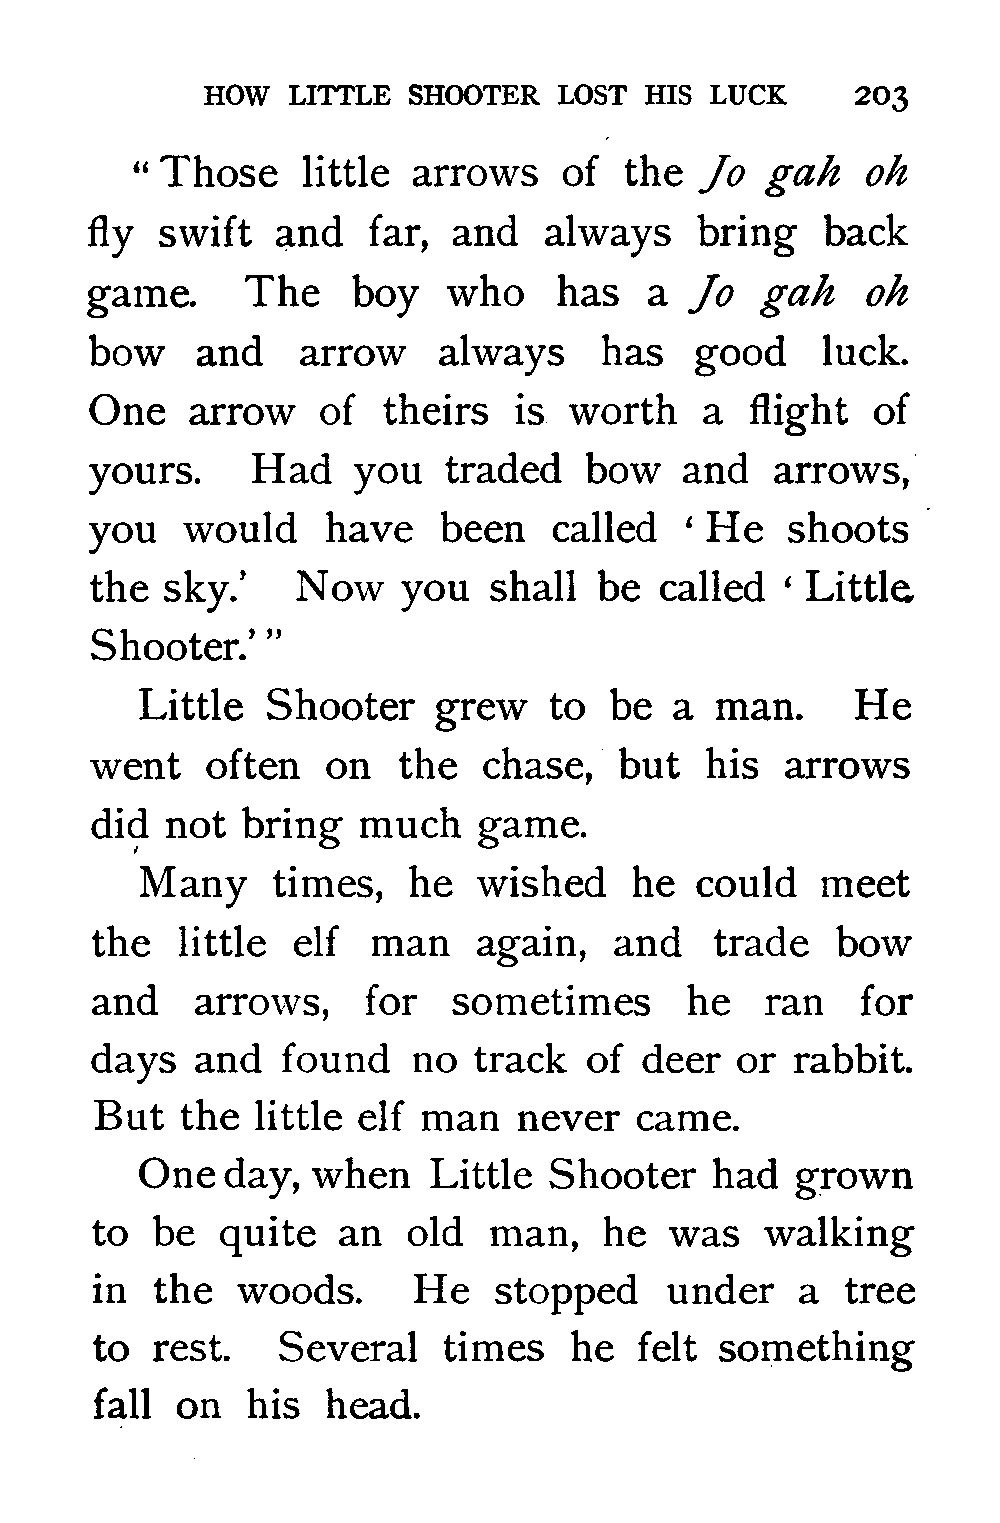 HOW LITTLE SHOOTER LOST HIS LUCK 203
“Those little arrows of the Jo gah oh
fly swift and far, and always bring back
game. The boy who has a Jo gah oh
bow and arrow always has good luck.
One arrow of theirs is worth a flight of
yours. Had you traded bow and arrows,
you would have been called ‘He shoots
the sky.’ Now you shall be called ‘Little
Shooter.’”
Little Shooter grew to be a man. He
went often on the chase, but his arrows
did not bring much game.
Many times, he wished he could meet
the little elf man again, and trade bow
and arrows, for sometimes he ran for
days and found no track of deer or rabbit.
But the little elf man never came.
One day, when Little Shooter had grown
to be quite an old man, he was walking
in the woods. He stopped under a tree
to rest. Several times he felt something
fall on his head.